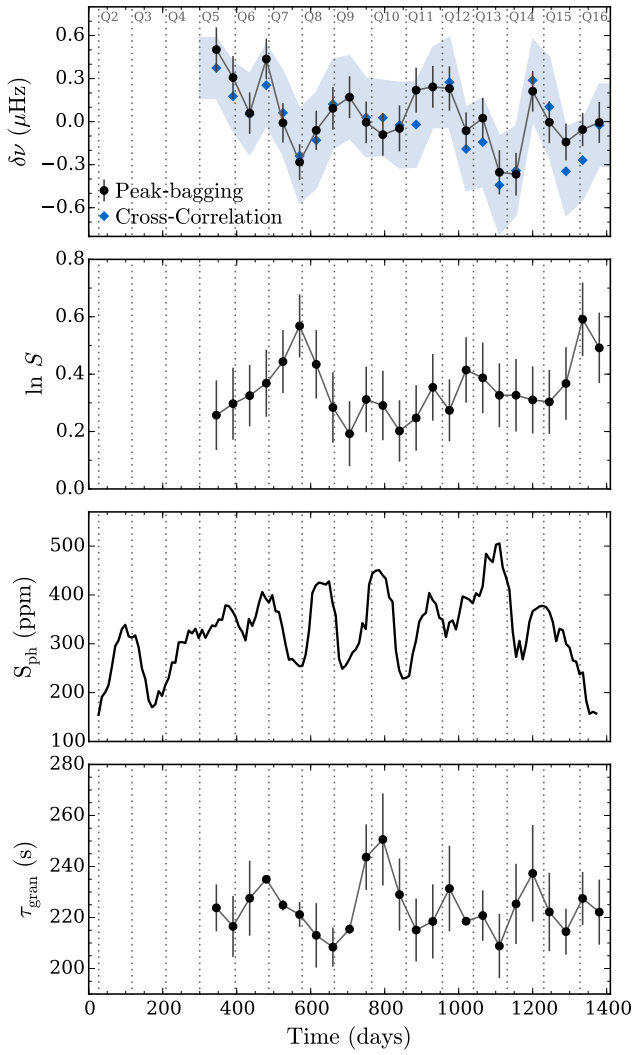 Q2 Q3 Q4 Q5 Q6 Q7 Q8 Q9 Q10 Q11 Q12 Q13 Q14 Q15 Q16
0.6
0.3
0.0
−0.3
−0.6
δν (μHz)
Peak-bagging
Cross-Correlation
0.8
0.6
0.4
0.2
0.0
ln S
500
400
300
200
100
S_ph (ppm)
280
260
240
220
200
τ_gran (s)
0 200 400 600 800 1000 1200 1400
Time (days)